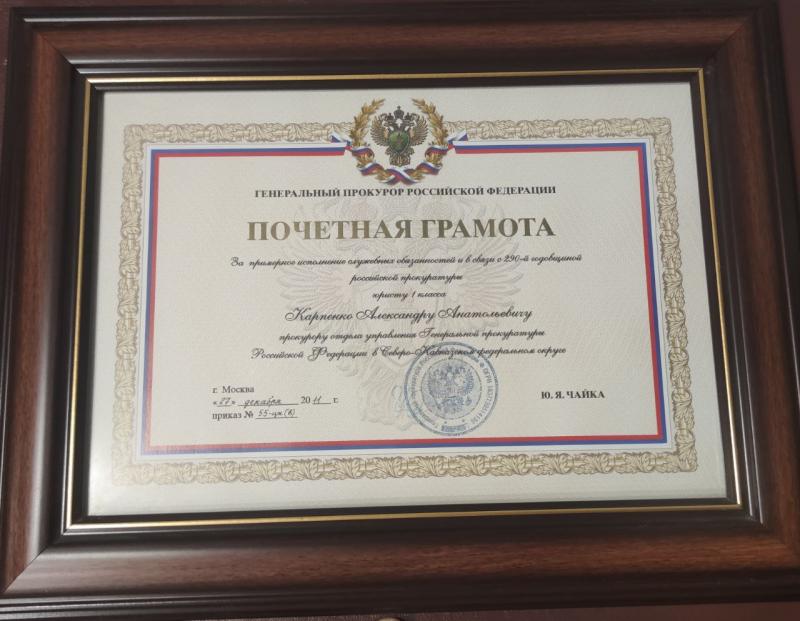 ГЕНЕРАЛЬНЫЙ ПРОКУРОР РОССИЙСКОЙ ФЕДЕРАЦИИ
ПОЧЕТНАЯ ГРАМОТА
За примерное исполнение служебных обязанностей и в связи с 290-й годовщиной
российской прокуратуры
юристу 1 класса
Карпенко Александру Анатольевичу
прокурору отдела управления Генеральной прокуратуры
Российской Федерации в Северо-Кавказском федеральном округе
г. Москва
декабря 2011 г.
приказ №
Ю. Я. ЧАЙКА